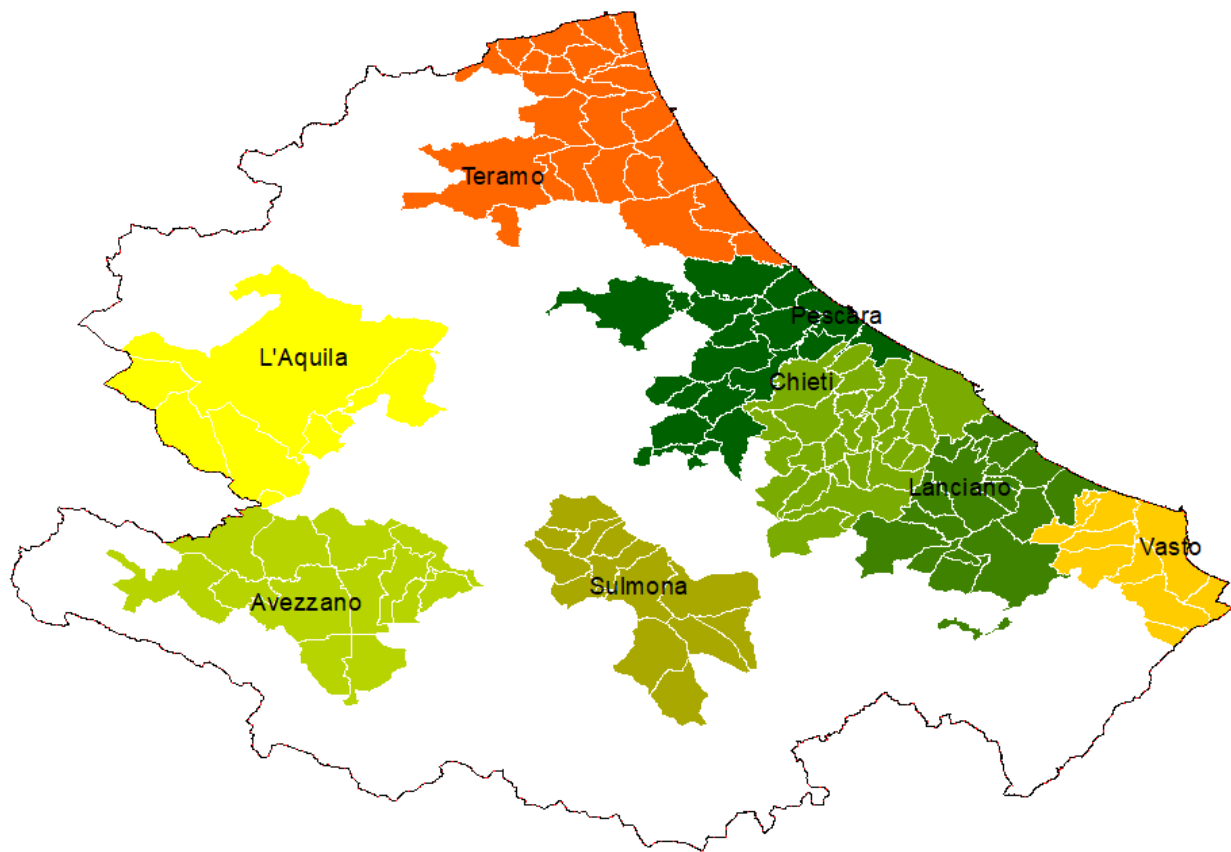 Teramo
Pescara
L'Aquila
Chieti
Lanciano
Vasto
Sulmona
Avezzano